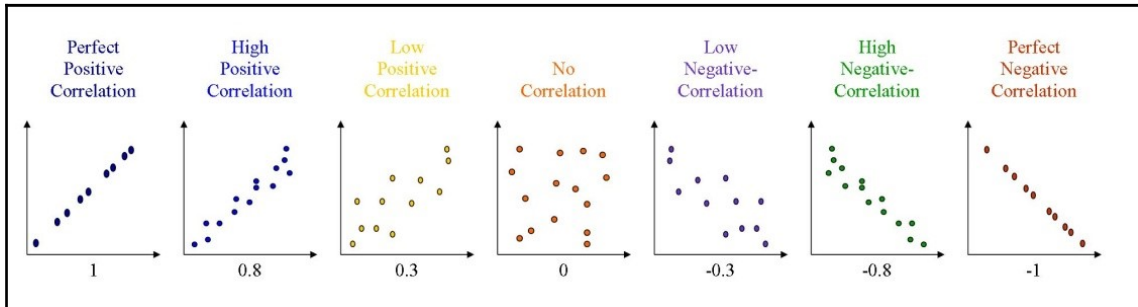 Perfect
Positive
Correlation
High
Positive
Correlation
Low
Positive
Correlation
No
Correlation
Low
Negative-
Correlation
High
Negative-
Correlation
Perfect
Negative
Correlation
1
0.8
0.3
0
-0.3
-0.8
-1